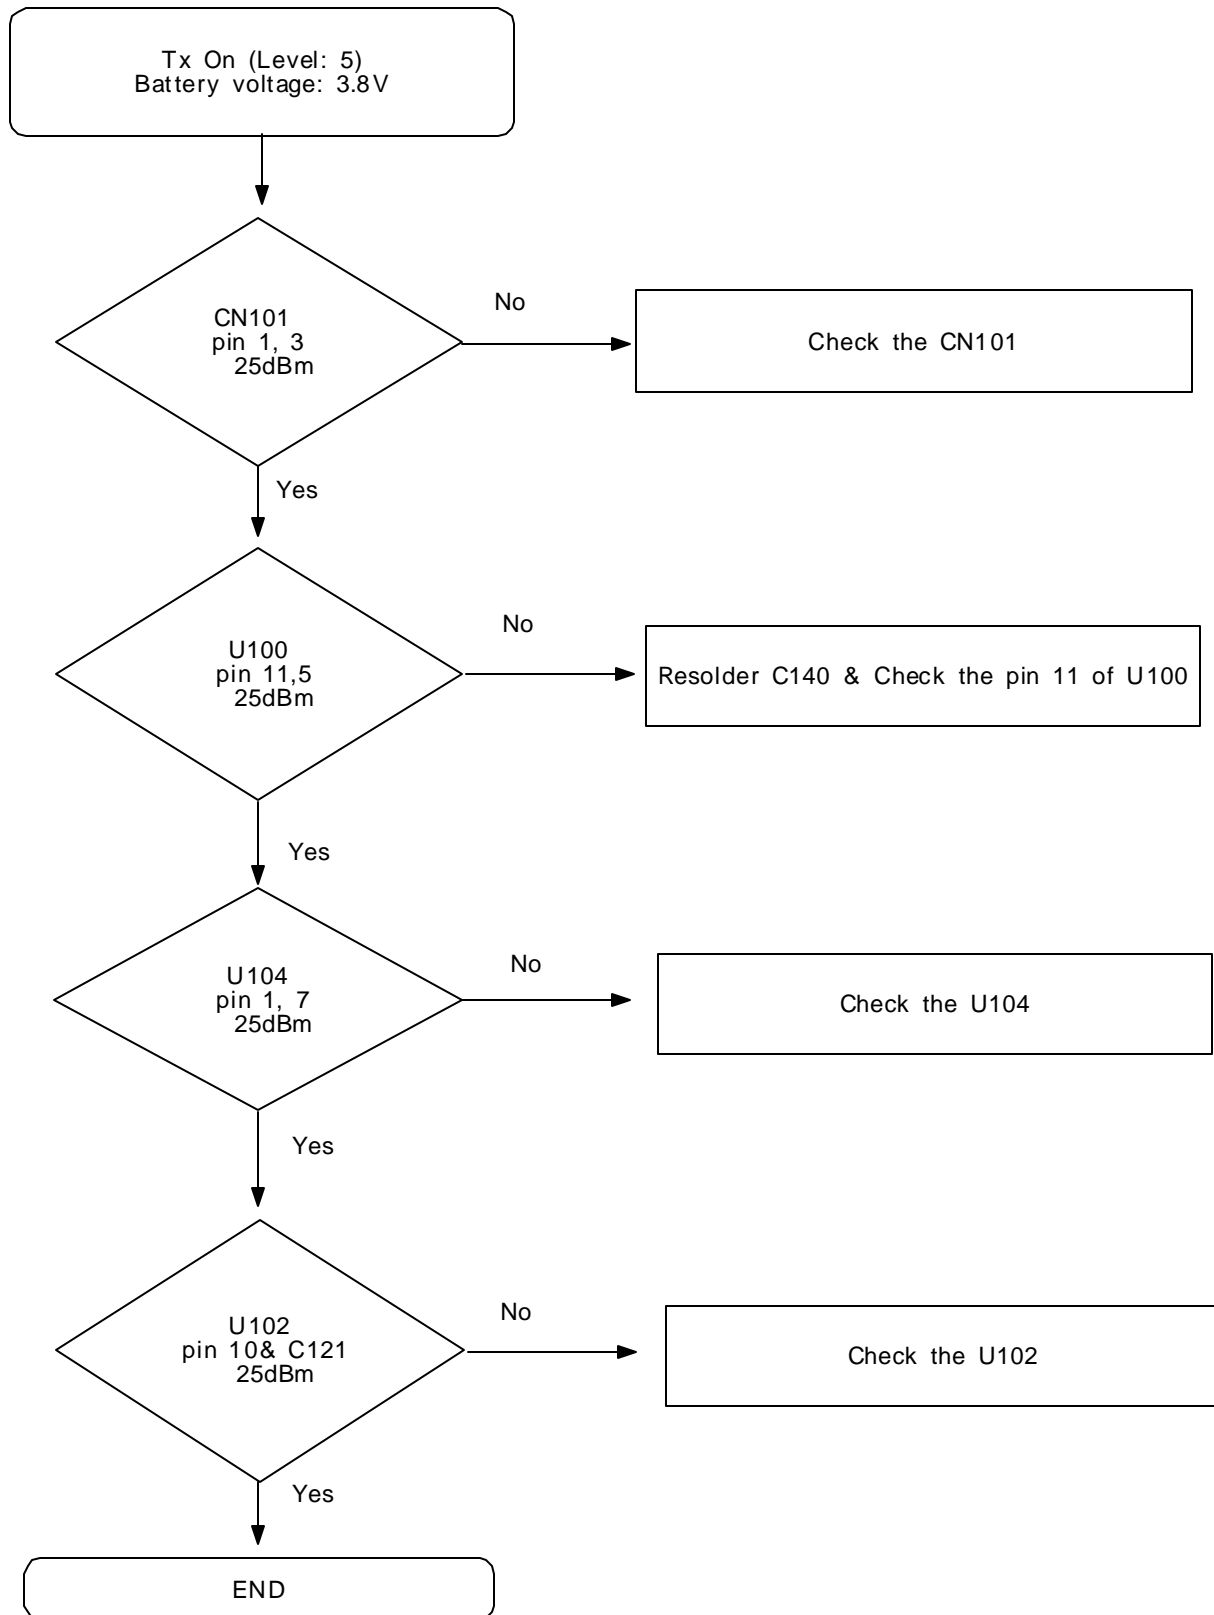 Tx On (Level: 5)
Battery voltage: 3.8V
CN101
pin 1, 3
25dBm
No
Check the CN101
Yes
U100
pin 11,5
25dBm
No
Resolder C140 & Check the pin 11 of U100
Yes
U104
pin 1, 7
25dBm
No
Check the U104
Yes
U102
pin 10& C121
25dBm
No
Check the U102
Yes
END